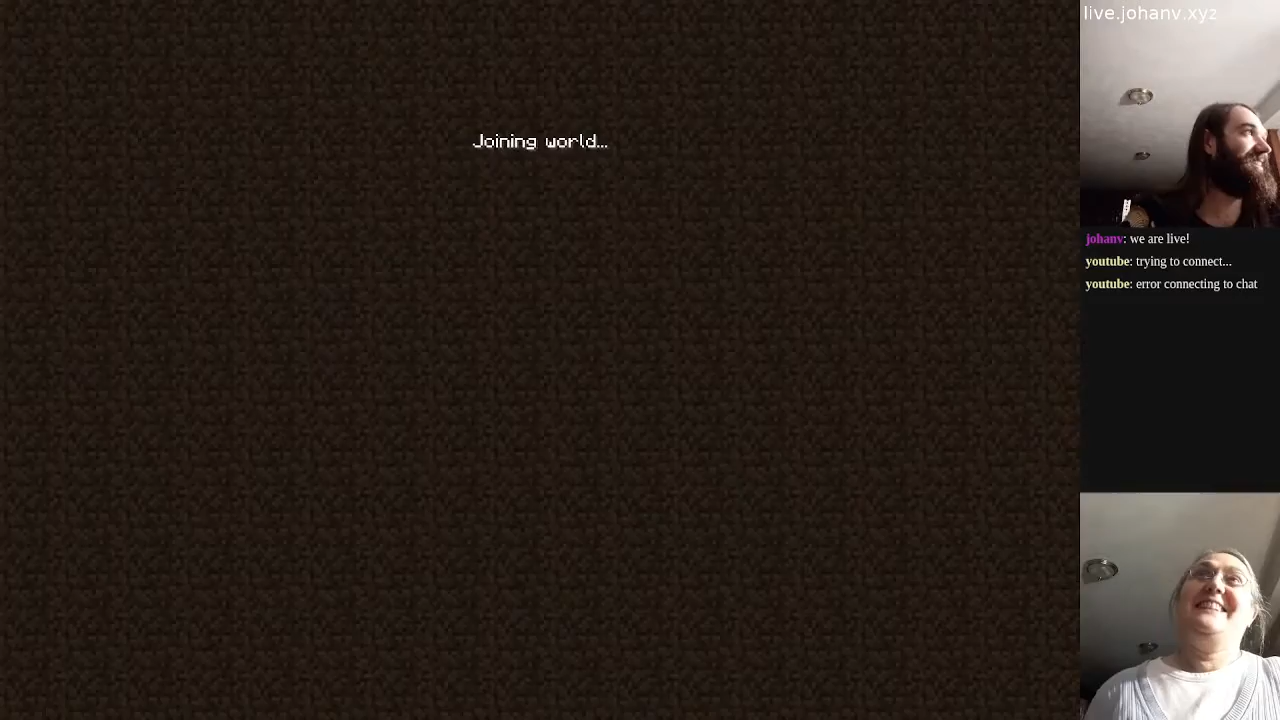 live.johanv.xyz
Joining world...
johanv: we are live!
youtube: trying to connect...
youtube: error connecting to chat